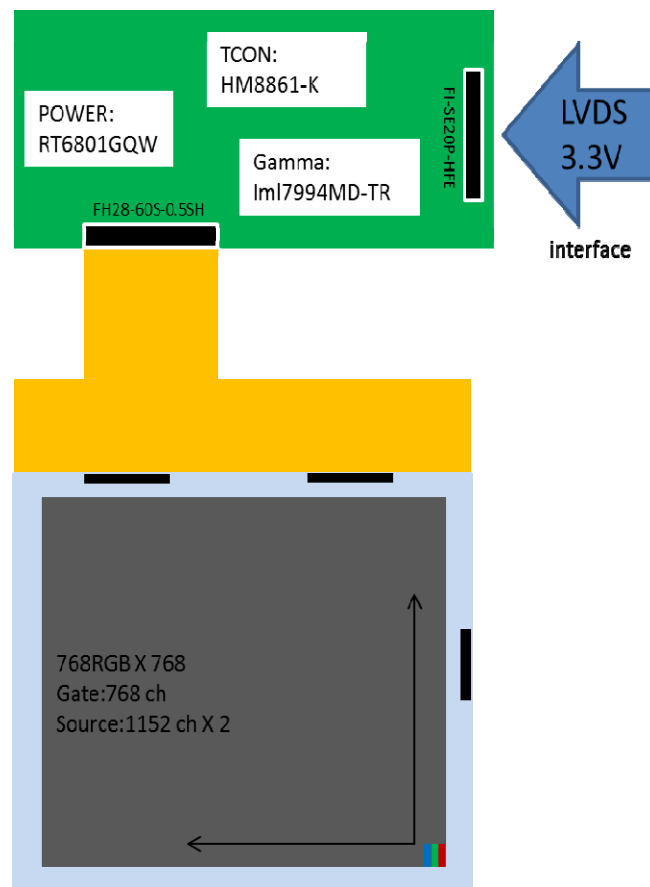 TCON:
HM8861-K
POWER:
RT6801GQW
Gamma:
Iml7994MD-TR
FI-SE20P-HFE
LVDS
3.3V
interface
FH28-60S-0.5SH
768RGB X 768
Gate:768 ch
Source:1152 ch X 2